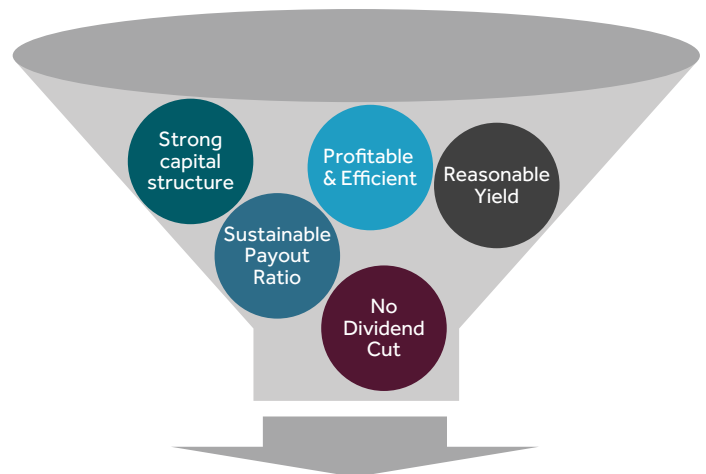 Strong
capital
structure
Profitable
& Efficient
Reasonable
Yield
Sustainable
Payout
Ratio
No
Dividend
Cut